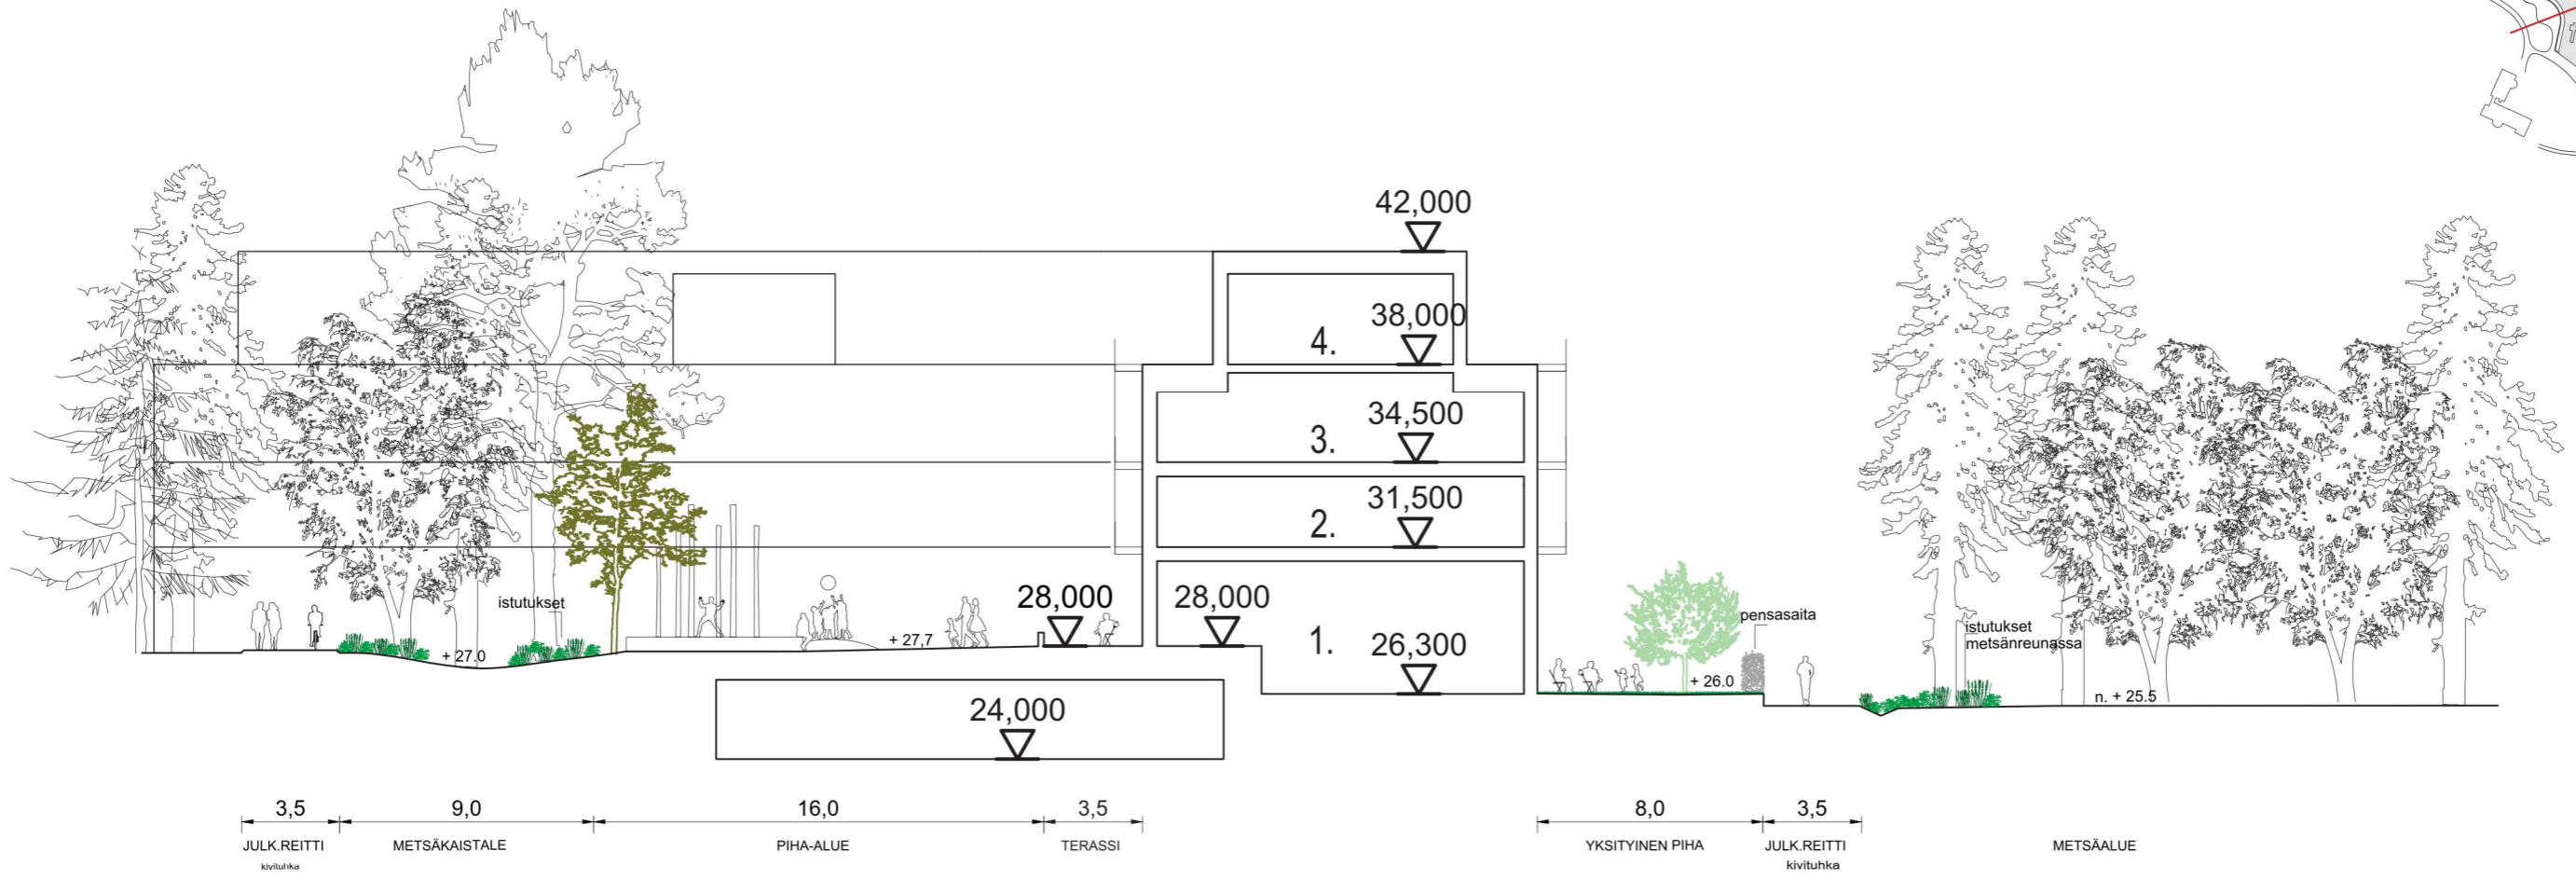 42,000
38,000
4.
34,500
3.
31,500
2.
istutukset
28,000
28,000
pensasaita
+ 27,7
1.
26,300
istutukset
metsänreunassa
+ 27.0
+ 26.0
n. + 25.5
24,000
3,5
9,0
16,0
3,5
8,0
3,5
JULK.REITTI
METSÄKAISTALE
PIHA-ALUE
TERASSI
YKSITYINEN PIHA
JULK.REITTI
METSÄALUE
kivituhka
kivituhka